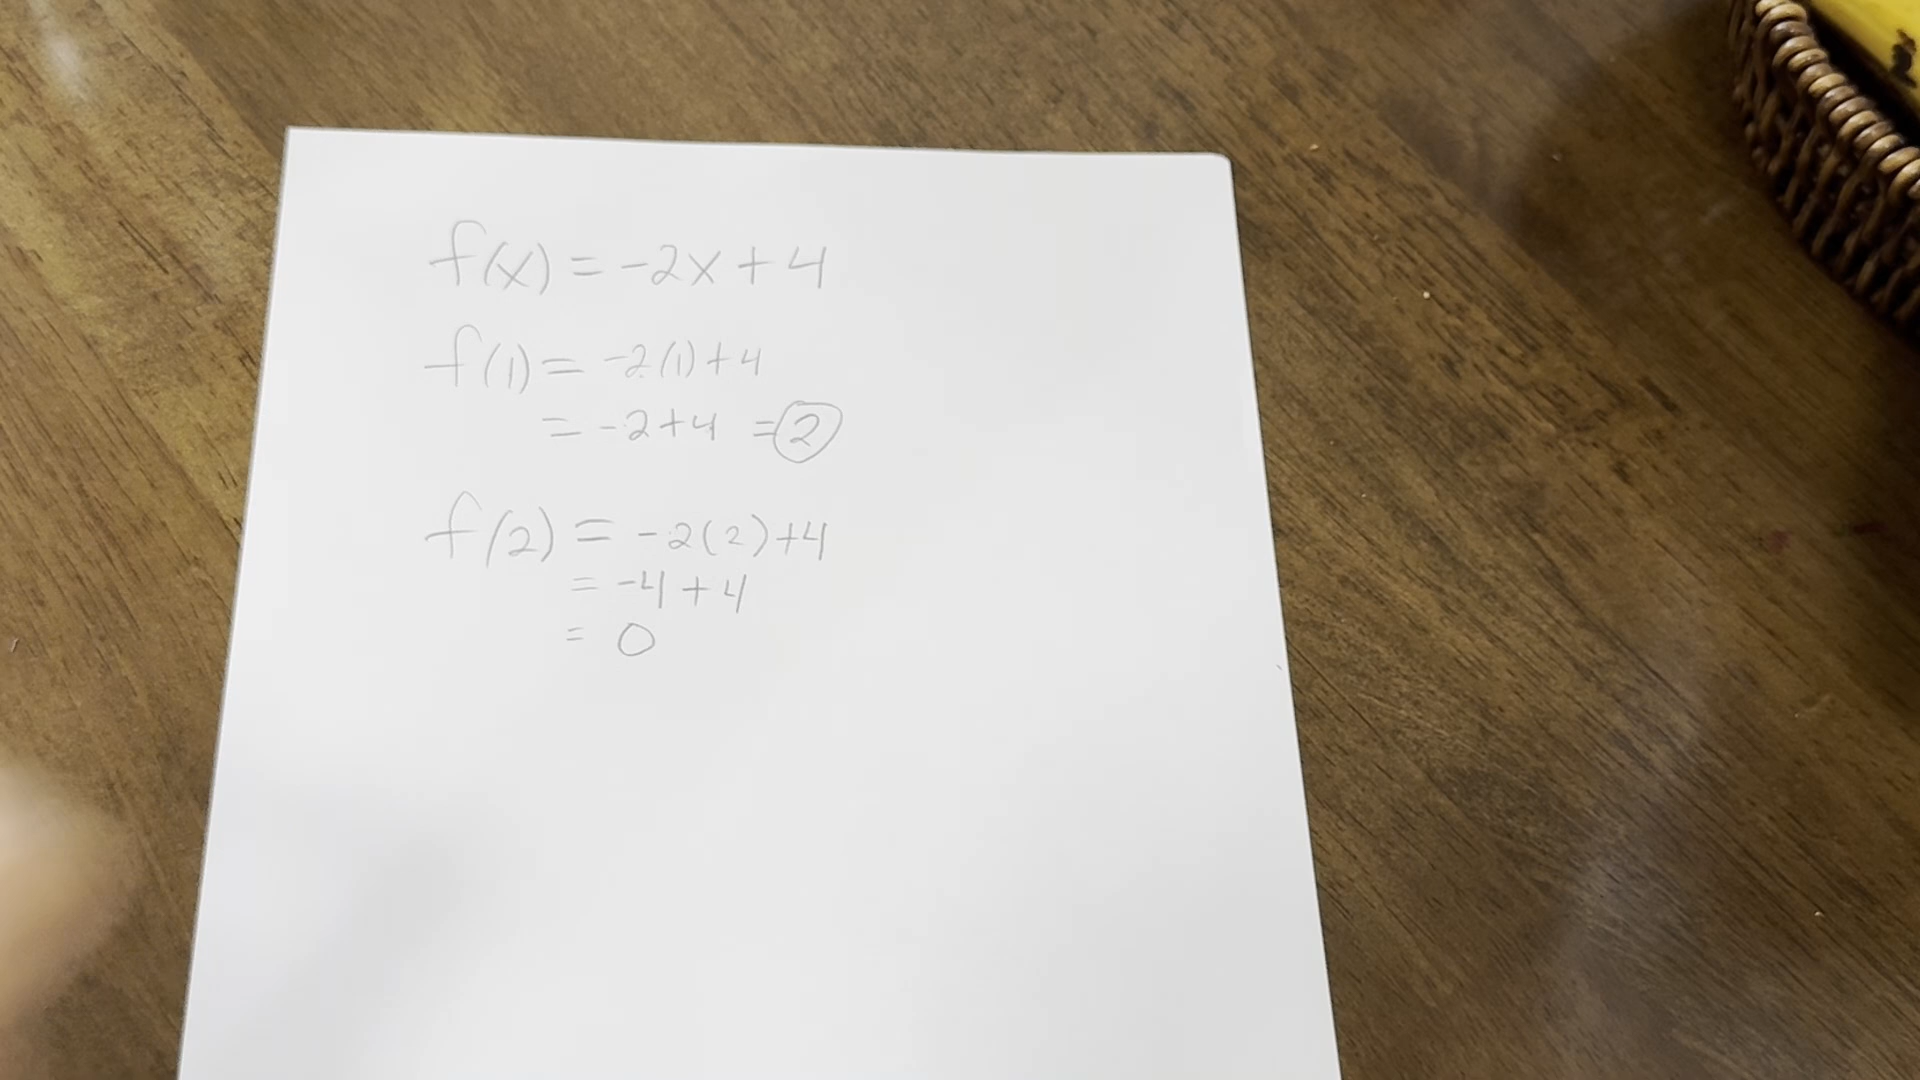 f(x) = -2x + 4
f(1) = -2(1) + 4
= -2 + 4 = 2
f(2) = -2(2) + 4
= -4 + 4
= 0